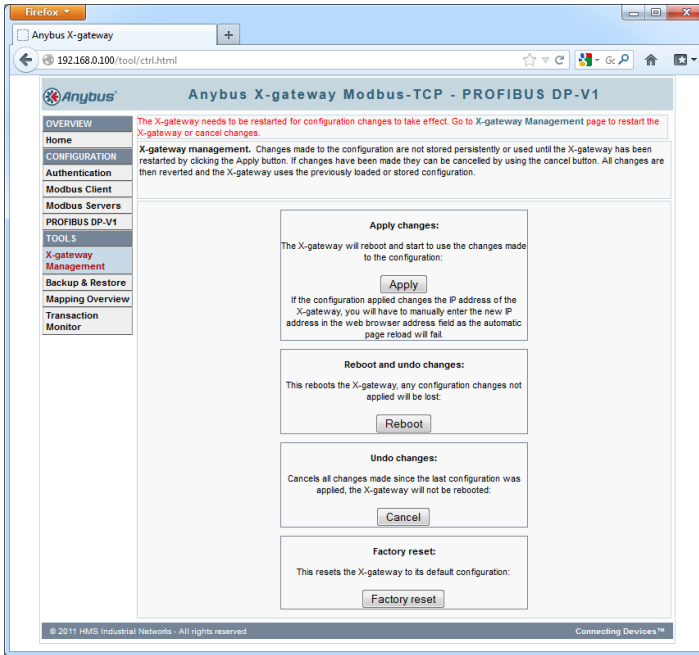 Firefox
Anybus X-gateway
192.168.0.100/tool/ctrl.html
Anybus
Anybus X-gateway Modbus-TCP - PROFIBUS DP-V1
OVERVIEW
Home
CONFIGURATION
Authentication
Modbus Client
Modbus Servers
PROFIBUS DP-V1
TOOLS
X-gateway
Management
Backup & Restore
Mapping Overview
Transaction
Monitor
The X-gateway needs to be restarted for configuration changes to take effect. Go to X-gateway Management page to restart the
X-gateway or cancel changes.
X-gateway management. Changes made to the configuration are not stored persistently or used until the X-gateway has been
restarted by clicking the Apply button. If changes have been made they can be cancelled by using the cancel button. All changes are
then reverted and the X-gateway uses the previously loaded or stored configuration.
Apply changes:
The X-gateway will reboot and start to use the changes made
to the configuration:
Apply
If the configuration applied changes the IP address of the
X-gateway, you will have to manually enter the new IP
address in the web browser address field as the automatic
page reload will fail.
Reboot and undo changes:
This reboots the X-gateway, any configuration changes not
applied will be lost:
Reboot
Undo changes:
Cancels all changes made since the last configuration was
applied, the X-gateway will not be rebooted:
Cancel
Factory reset:
This resets the X-gateway to its default configuration:
Factory reset
© 2011 HMS Industrial Networks - All rights reserved
Connecting Devices™